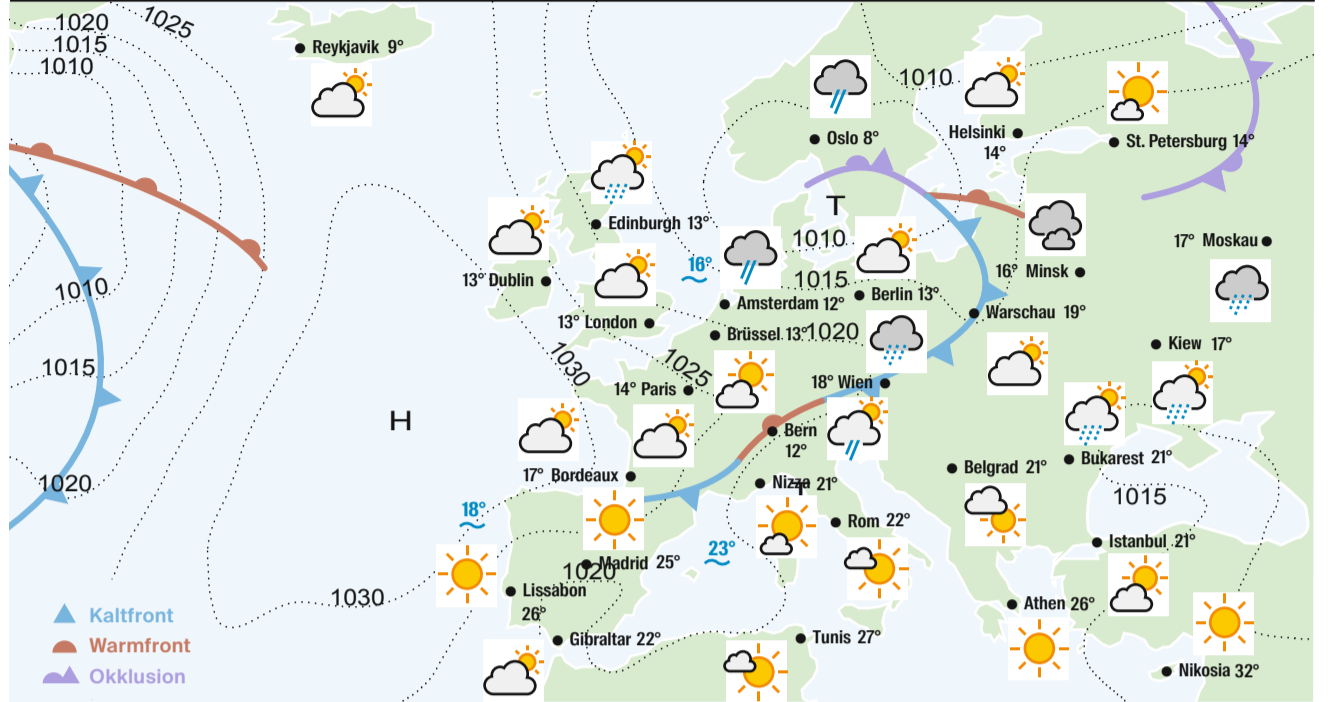 1025
1020
1015
1010
Reykjavik 9°
1010
Oslo 8°
Helsinki
14°
St. Petersburg 14°
T
Edinburgh 13°
1010
17° Moskau
16°
16° Minsk
13° Dublin
1015
1010
Amsterdam 12°
Berlin 13°
Warschau 19°
13° London
Brüssel 13°
1020
Kiew 17°
1030
1025
1015
14° Paris
18° Wien
H
Bern
12°
17° Bordeaux
Nizza 21°
T
Belgrad 21°
Bukarest 21°
1020
1015
18°
Rom 22°
Istanbul 21°
23°
Madrid 25°
1020
Lissabon
26°
1030
Athen 26°
Kaltfront
Gibraltar 22°
Tunis 27°
Warmfront
Nikosia 32°
Okklusion